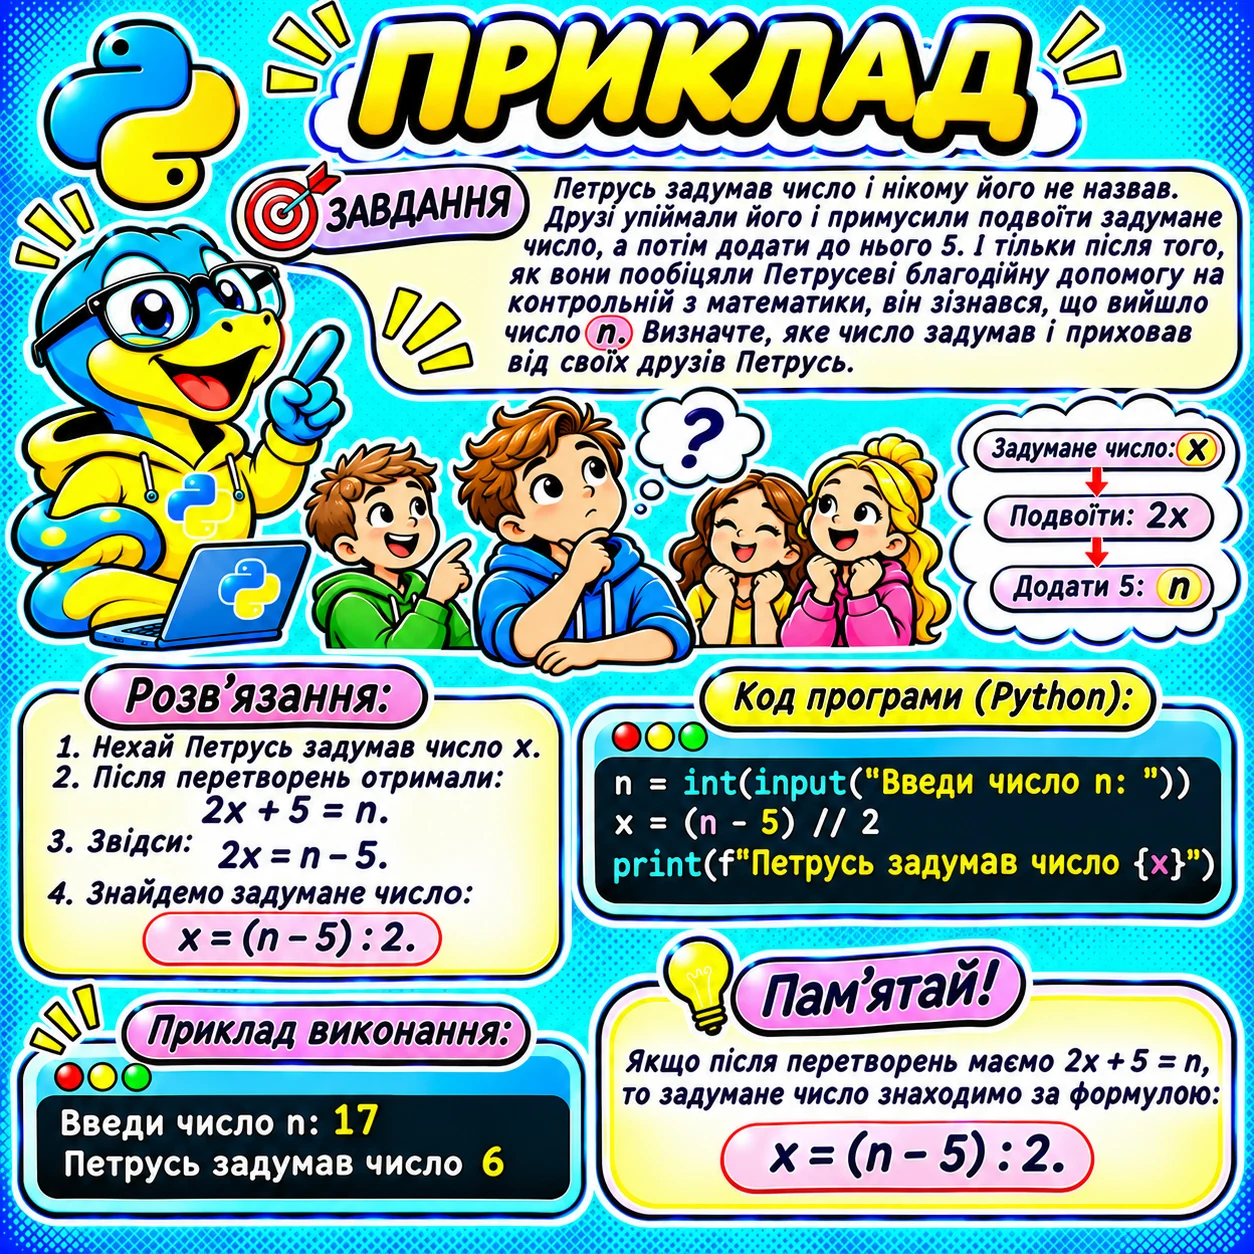 ПРИКЛАД
ЗАВДАННЯ
Петрусь задумав число і нікому його не назвав.
Друзі упіймали його і примусили подвоїти задумане
число, а потім додати до нього 5. І тільки після того,
як вони пообіцяли Петрусеві благодійну допомогу на
контрольній з математики, він зізнався, що вийшло
число n. Визначте, яке число задумав і приховав
від своїх друзів Петрусь.
?
Задумане число: x
Подвоїти: 2x
Додати 5: n
Розв'язання:
1. Нехай Петрусь задумав число x.
2. Після перетворень отримали:
2x + 5 = n.
3. Звідси:
2x = n – 5.
4. Знайдемо задумане число:
x = (n – 5) : 2.
Код програми (Python):
n = int(input("Введи число n: "))
x = (n - 5) // 2
print(f"Петрусь задумав число {x}")
Приклад виконання:
Введи число n: 17
Петрусь задумав число 6
Пам'ятай!
Якщо після перетворень маємо 2x + 5 = n,
то задумане число знаходимо за формулою:
x = (n – 5) : 2.